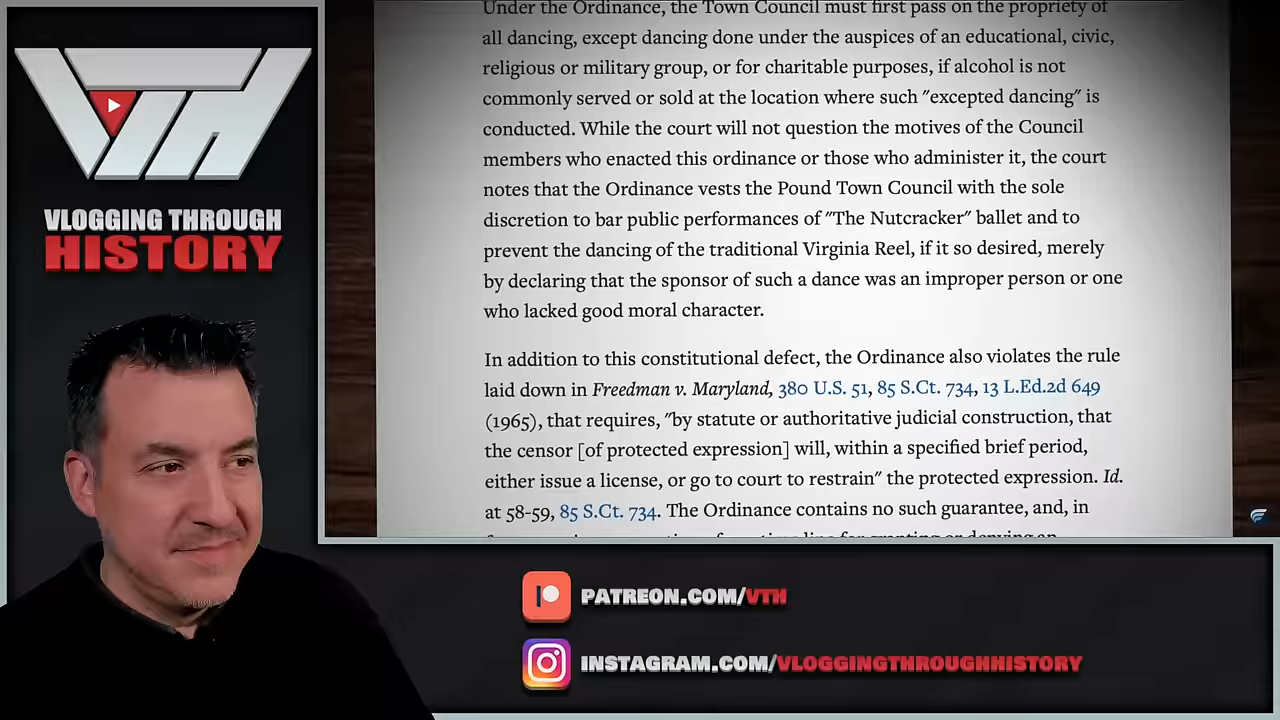 VTH
VLOGGING THROUGH
HISTORY
Under the Ordinance, the Town Council must first pass on the propriety of
all dancing, except dancing done under the auspices of an educational, civic,
religious or military group, or for charitable purposes, if alcohol is not
commonly served or sold at the location where such "excepted dancing" is
conducted. While the court will not question the motives of the Council
members who enacted this ordinance or those who administer it, the court
notes that the Ordinance vests the Pound Town Council with the sole
discretion to bar public performances of "The Nutcracker" ballet and to
prevent the dancing of the traditional Virginia Reel, if it so desired, merely
by declaring that the sponsor of such a dance was an improper person or one
who lacked good moral character.
In addition to this constitutional defect, the Ordinance also violates the rule
laid down in Freedman v. Maryland, 380 U.S. 51, 85 S.Ct. 734, 13 L.Ed.2d 649
(1965), that requires, "by statute or authoritative judicial construction, that
the censor [of protected expression] will, within a specified brief period,
either issue a license, or go to court to restrain" the protected expression. Id.
at 58-59, 85 S.Ct. 734. The Ordinance contains no such guarantee, and, in
PATREON.COM/VTH
INSTAGRAM.COM/VLOGGINGTHROUGHHISTORY